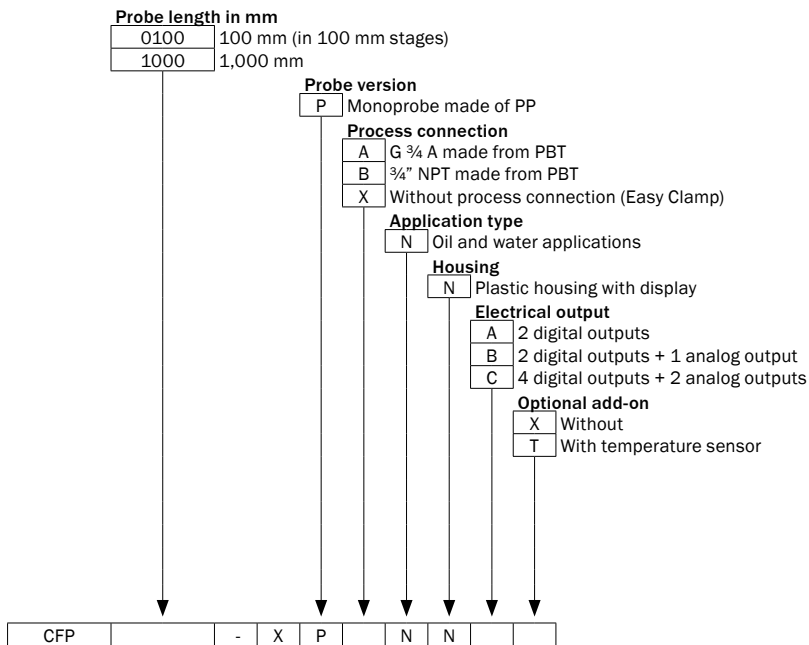 Probe length in mm
0100 100 mm (in 100 mm stages)
1000 1,000 mm
Probe version
P Monoprobe made of PP
Process connection
A G ¾ A made from PBT
B ¾” NPT made from PBT
X Without process connection (Easy Clamp)
Application type
N Oil and water applications
Housing
N Plastic housing with display
Electrical output
A 2 digital outputs
B 2 digital outputs + 1 analog output
C 4 digital outputs + 2 analog outputs
Optional add-on
X Without
T With temperature sensor
CFP - X P N N